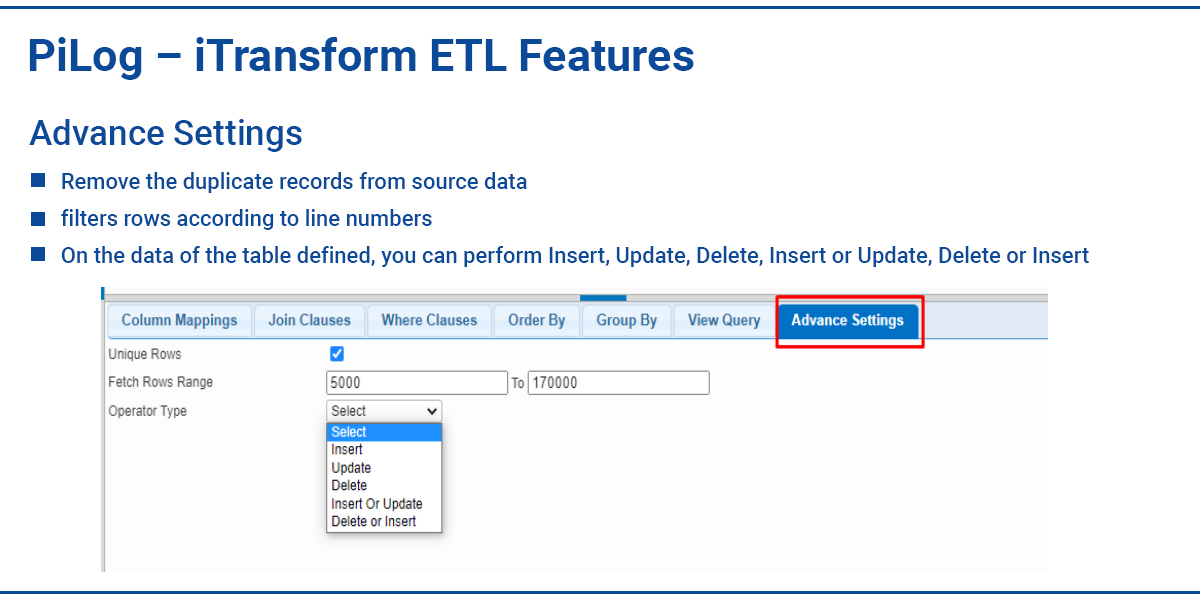 PiLog – iTransform ETL Features
Advance Settings
Remove the duplicate records from source data
filters rows according to line numbers
On the data of the table defined, you can perform Insert, Update, Delete, Insert or Update, Delete or Insert
Column Mappings Join Clauses Where Clauses Order By Group By View Query Advance Settings
Unique Rows
Fetch Rows Range 5000 To 170000
Operator Type Select
Select
Insert
Update
Delete
Insert Or Update
Delete or Insert